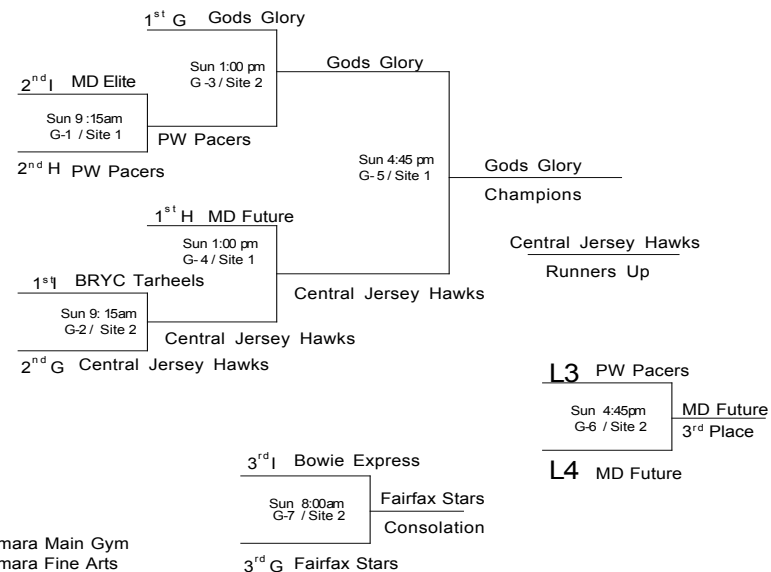 1st G Gods Glory
Sun 1:00 pm
G -3 / Site 2
Gods Glory
2nd I MD Elite
Sun 9 :15am
G-1 / Site 1
PW Pacers
2nd H PW Pacers
Sun 4:45 pm
G- 5 / Site 1
Gods Glory
Champions
1st H MD Future
Sun 1:00 pm
G- 4 / Site 1
Central Jersey Hawks
Central Jersey Hawks
Runners Up
1st I BRYC Tarheels
Sun 9: 15am
G-2 / Site 2
Central Jersey Hawks
2nd G Central Jersey Hawks
L3 PW Pacers
Sun 4:45pm
G-6 / Site 2
MD Future
3rd Place
L4 MD Future
3rd I Bowie Express
Sun 8:00am
G-7 / Site 2
Fairfax Stars
Consolation
3rd G Fairfax Stars
mara Main Gym
mara Fine Arts